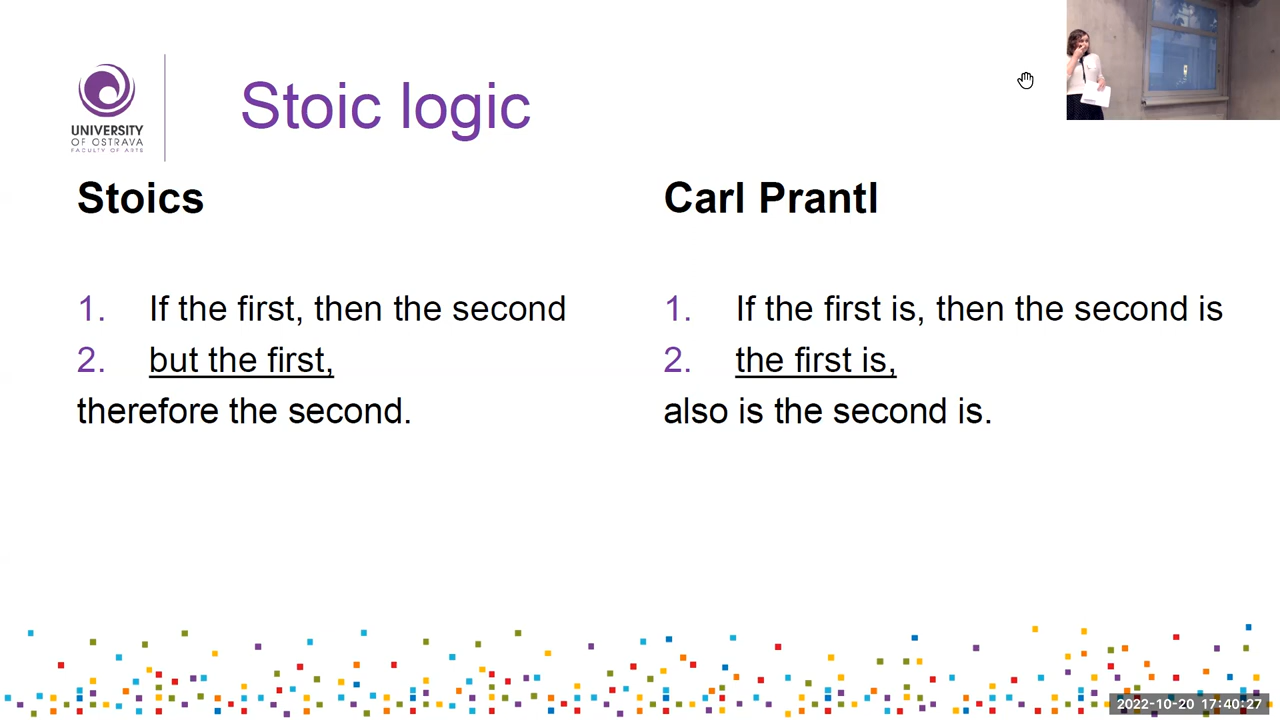 UNIVERSITY
OF OSTRAVA
FACULTY OF ARTS
Stoic logic
Stoics
1. If the first, then the second
2. but the first,
therefore the second.
Carl Prantl
1. If the first is, then the second is
2. the first is,
also is the second is.
2022-10-20 17:40:27